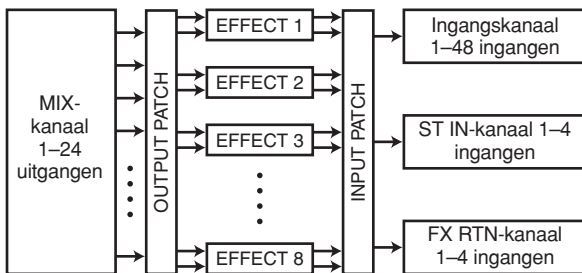 MIX-
kanaal
1–24
uitgangen
OUTPUT PATCH
EFFECT 1
EFFECT 2
EFFECT 3
EFFECT 8
INPUT PATCH
Ingangskanaal
1–48 ingangen
ST IN-kanaal 1–4
ingangen
FX RTN-kanaal
1–4 ingangen